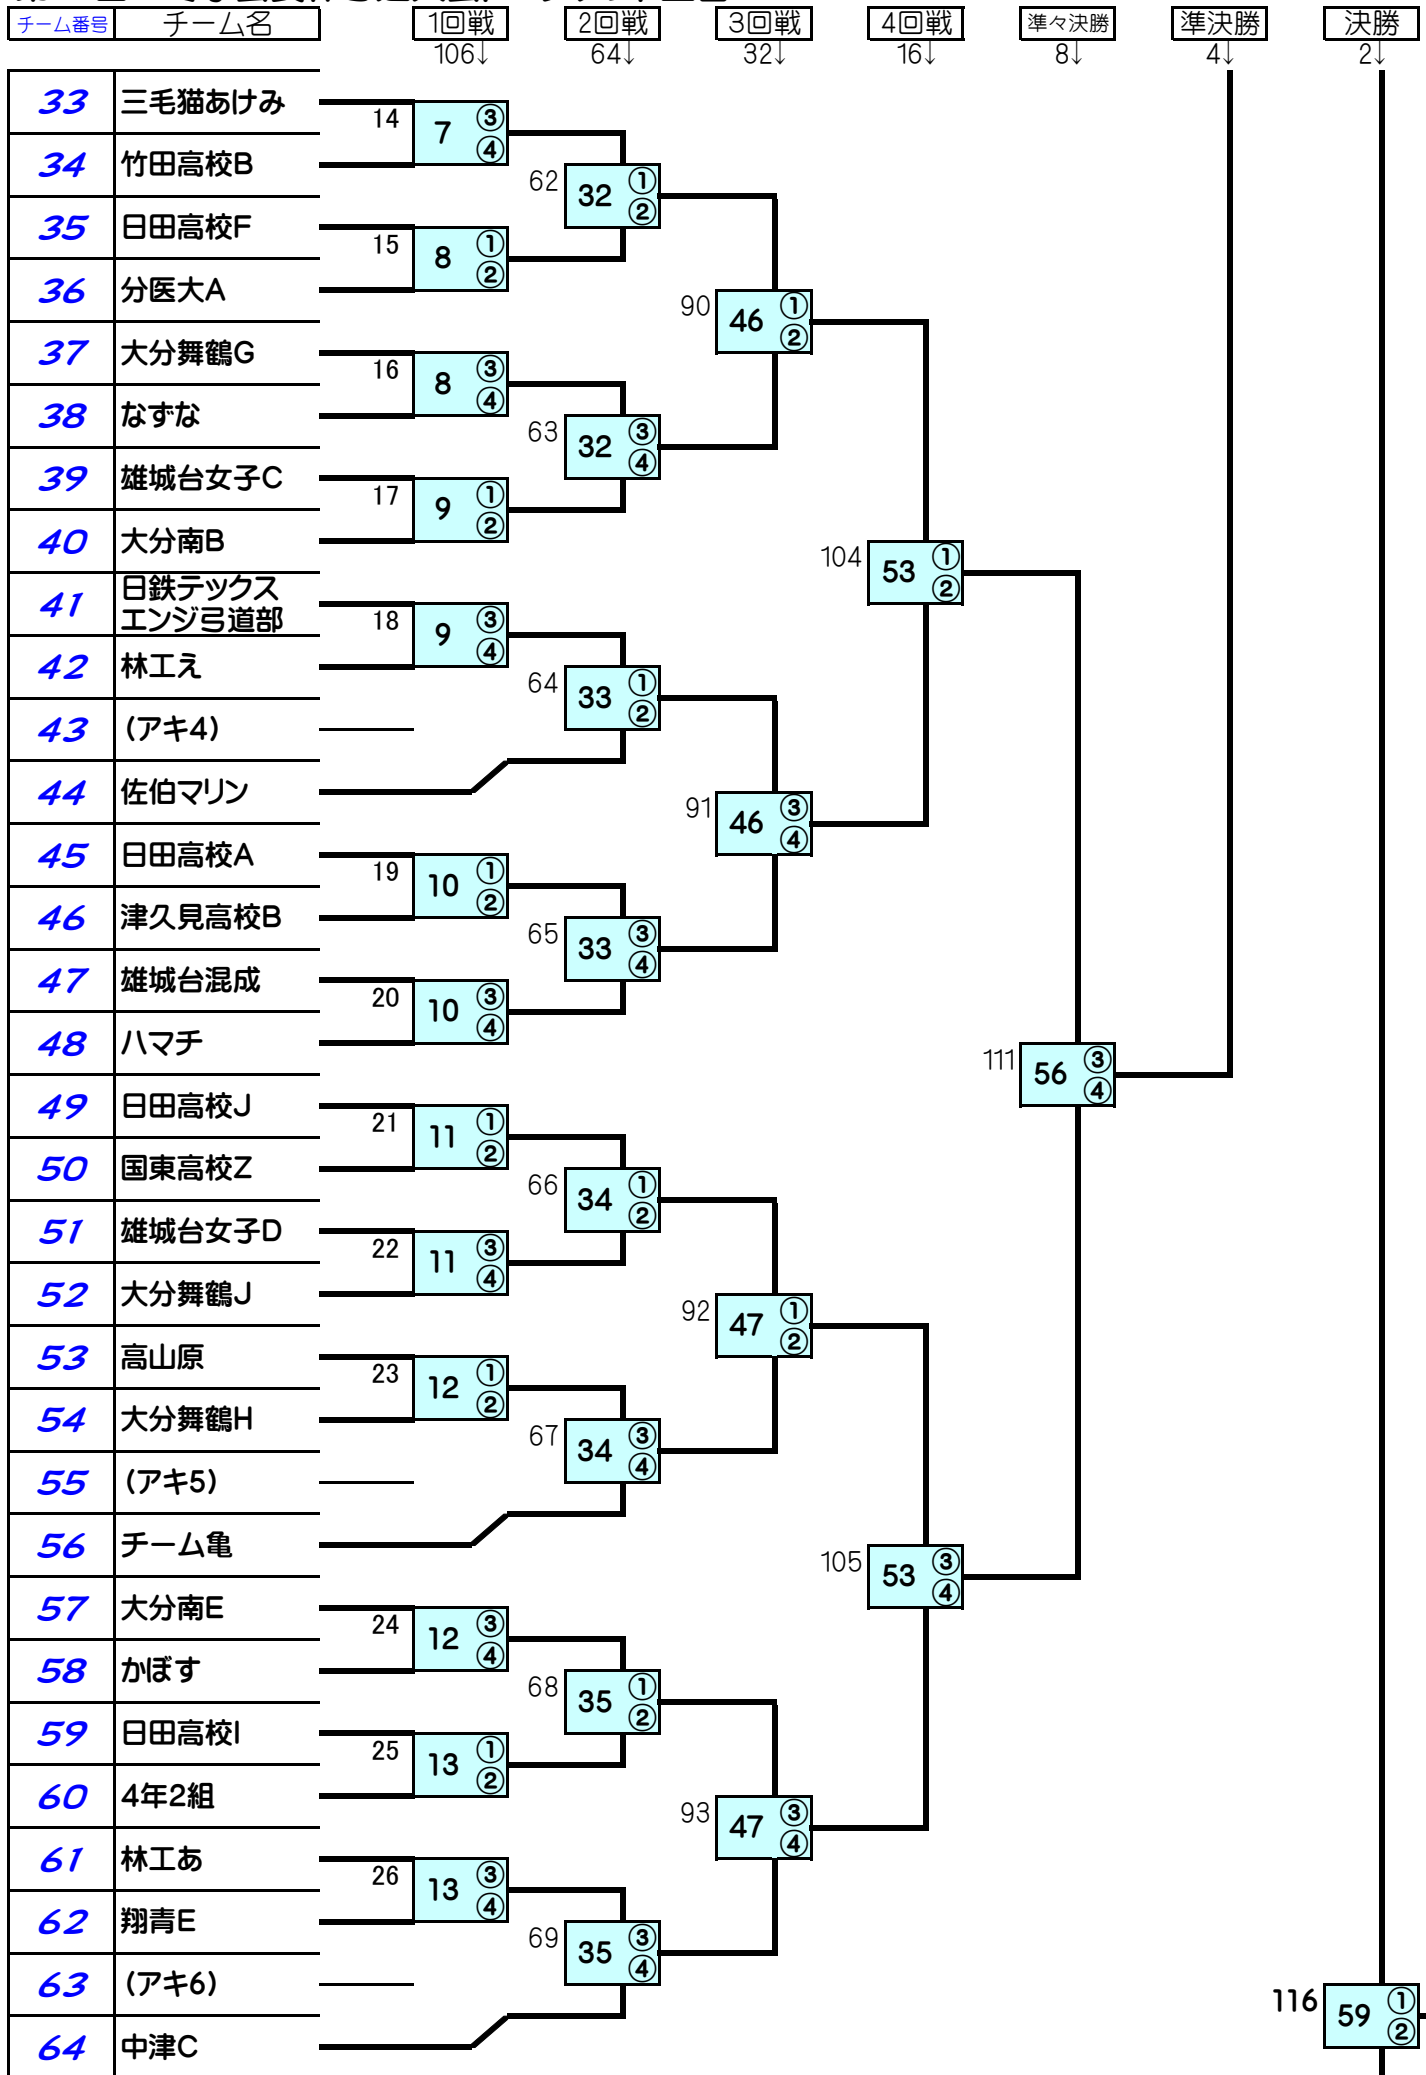 チーム番号 チーム名 1回戦 2回戦 3回戦 4回戦 準々決勝 準決勝 決勝
106↓ 64↓ 32↓ 16↓ 8↓ 4↓ 2↓
33 三毛猫あけみ
14 7 ③ ④
34 竹田高校B
62 32 ① ②
35 日田高校F
15 8 ① ②
36 分医大A
90 46 ① ②
37 大分舞鶴G
16 8 ③ ④
38 なずな
63 32 ③ ④
39 雄城台女子C
17 9 ① ②
40 大分南B
104 53 ① ②
41 日鉄テックス
エンジ弓道部
18 9 ③ ④
42 林工え
64 33 ① ②
43 (アキ4)
44 佐伯マリン
91 46 ③ ④
45 日田高校A
19 10 ① ②
46 津久見高校B
65 33 ③ ④
47 雄城台混成
20 10 ③ ④
48 ハマチ
111 56 ③ ④
49 日田高校J
21 11 ① ②
50 国東高校Z
66 34 ① ②
51 雄城台女子D
22 11 ③ ④
52 大分舞鶴J
92 47 ① ②
53 高山原
23 12 ① ②
54 大分舞鶴H
67 34 ③ ④
55 (アキ5)
56 チーム亀
105 53 ③ ④
57 大分南E
24 12 ③ ④
58 かぼす
68 35 ① ②
59 日田高校I
25 13 ① ②
60 4年2組
93 47 ③ ④
61 林工あ
26 13 ③ ④
62 翔青E
69 35 ③ ④
63 (アキ6)
116 59 ① ②
64 中津C